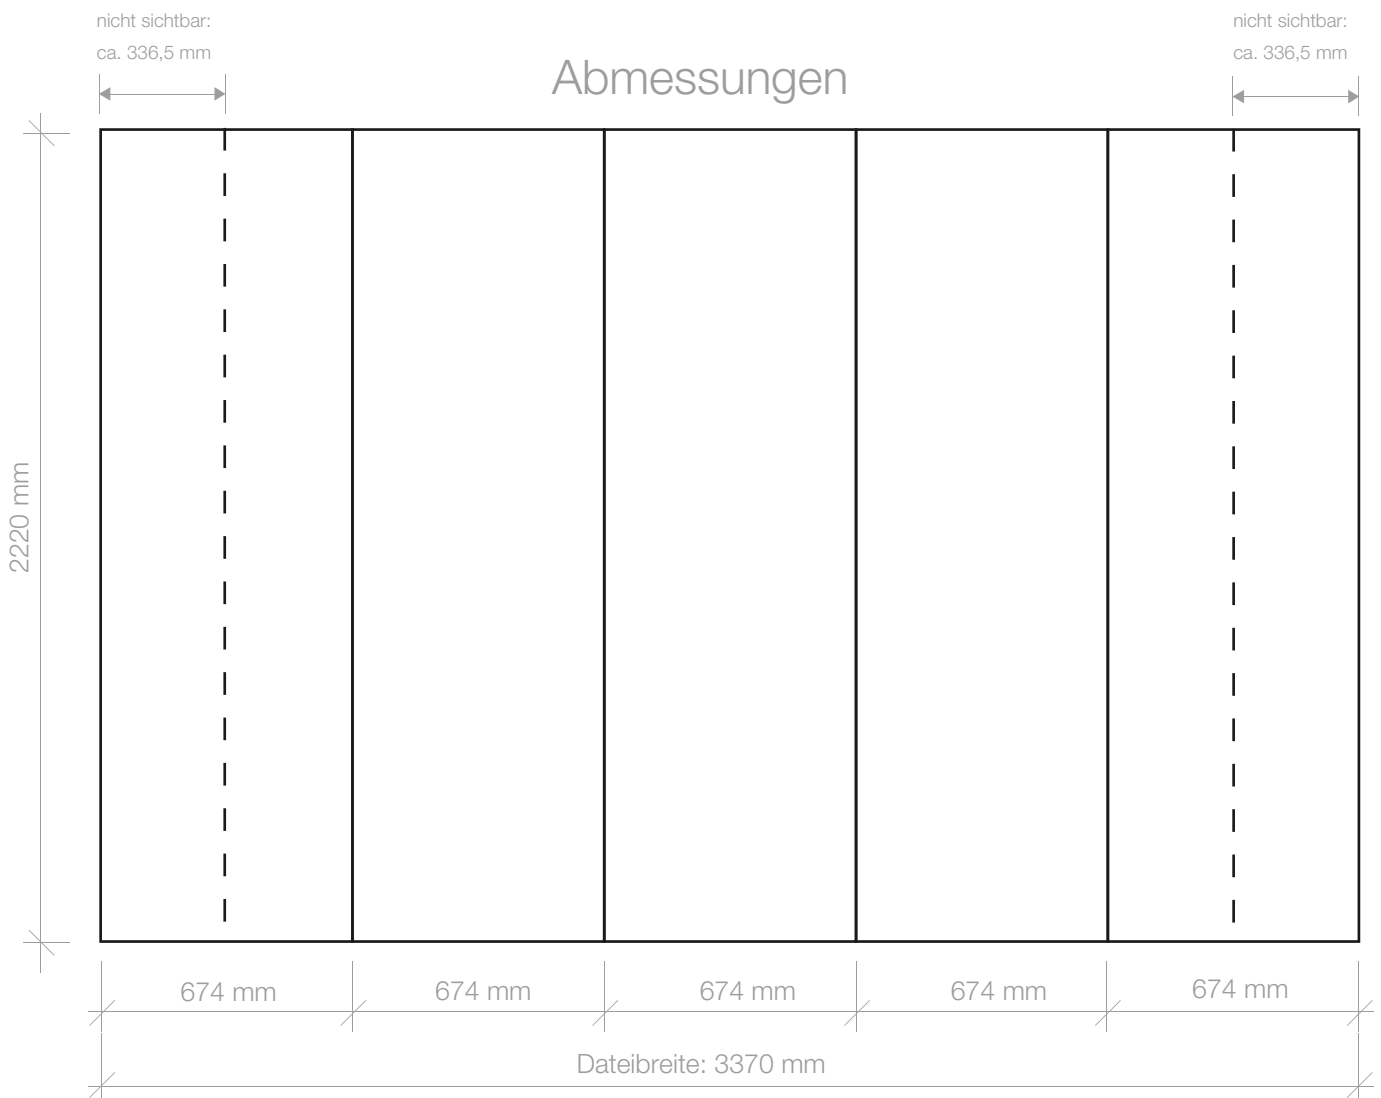 nicht sichtbar:
ca. 336,5 mm
nicht sichtbar:
ca. 336,5 mm
Abmessungen
2220 mm
674 mm
674 mm
674 mm
674 mm
674 mm
Dateibreite: 3370 mm